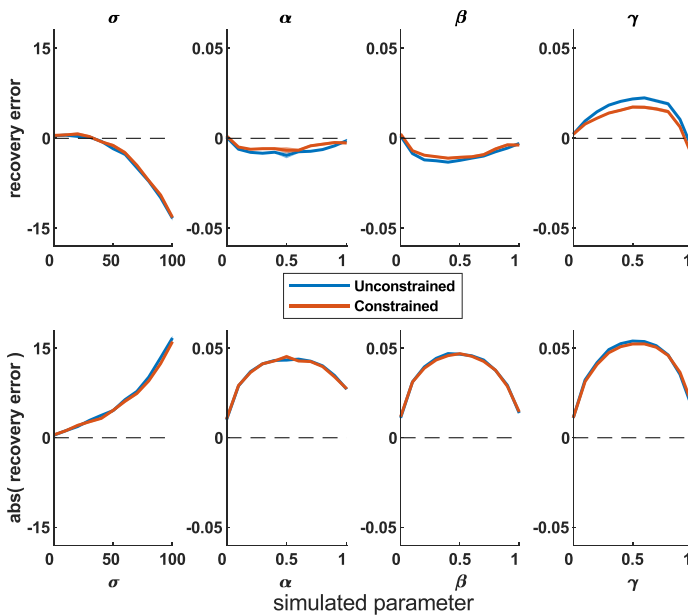 σ α β γ
recovery error
15 0.05 0.05 0.05
0 0 0 0
-15 -0.05 -0.05 -0.05
0 50 100 0 0.5 1 0 0.5 1 0 0.5 1
Unconstrained
Constrained
abs( recovery error )
15 0.05 0.05 0.05
0 0 0 0
-15 -0.05 -0.05 -0.05
0 50 100 0 0.5 1 0 0.5 1 0 0.5 1
σ α β γ
simulated parameter